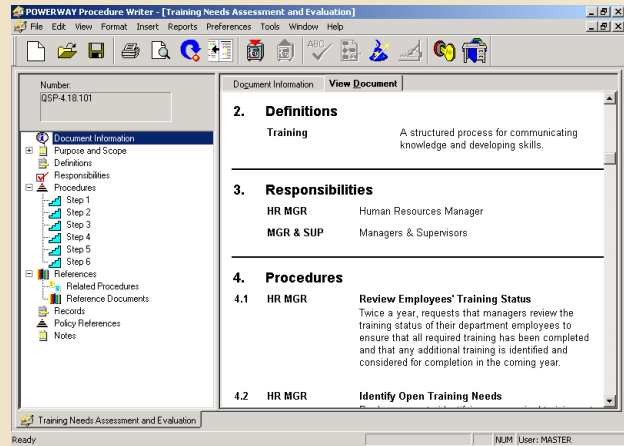 POWERWAY Procedure Writer - [Training Needs Assessment and Evaluation]
File Edit View Format Insert Reports Preferences Tools Window Help
ABC
Number:
QSP-4.18.101
Document Information
Purpose and Scope
Definitions
Responsibilities
Procedures
Step 1
Step 2
Step 3
Step 4
Step 5
Step 6
References
Related Procedures
Reference Documents
Records
Policy References
Notes
Document Information View Document
2. Definitions
Training A structured process for communicating
knowledge and developing skills.
3. Responsibilities
HR MGR Human Resources Manager
MGR & SUP Managers & Supervisors
4. Procedures
4.1 HR MGR Review Employees' Training Status
Twice a year, requests that managers review the
training status of their department employees to
ensure that all required training has been completed
and that any additional training is identified and
considered for completion in the coming year.
4.2 HR MGR Identify Open Training Needs
Training Needs Assessment and Evaluation
Ready NUM User: MASTER